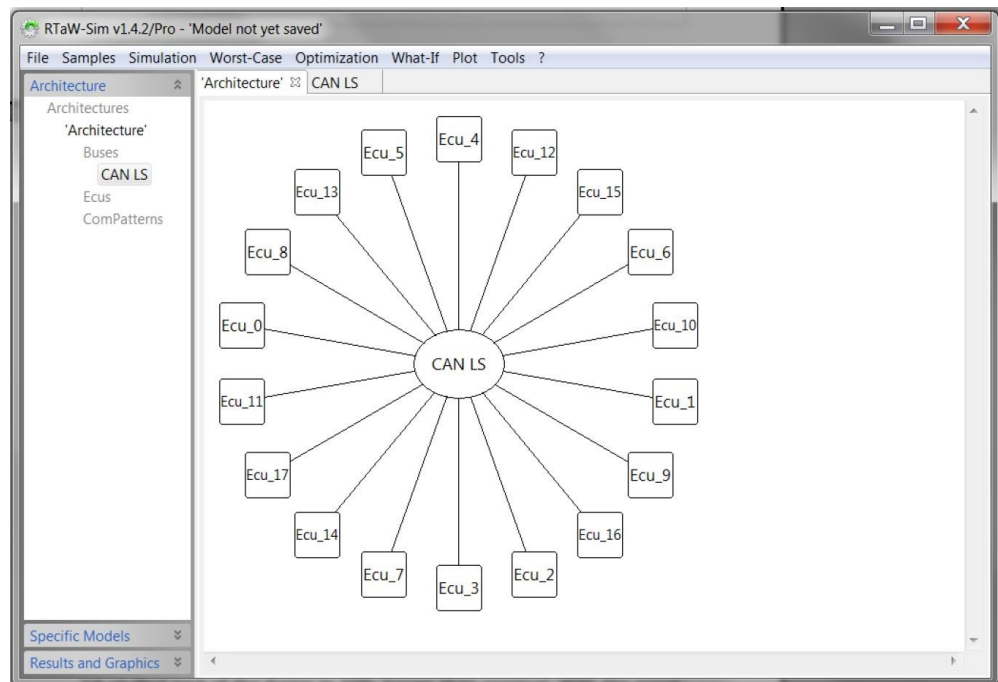 RTaW-Sim v1.4.2/Pro - 'Model not yet saved'
File Samples Simulation Worst-Case Optimization What-If Plot Tools ?
Architecture
Architectures
'Architecture'
Buses
CAN LS
Ecus
ComPatterns
Specific Models
Results and Graphics
'Architecture' CAN LS
Ecu_4
Ecu_5
Ecu_12
Ecu_13
Ecu_15
Ecu_8
Ecu_6
Ecu_0
Ecu_10
CAN LS
Ecu_11
Ecu_1
Ecu_17
Ecu_9
Ecu_14
Ecu_16
Ecu_7
Ecu_2
Ecu_3